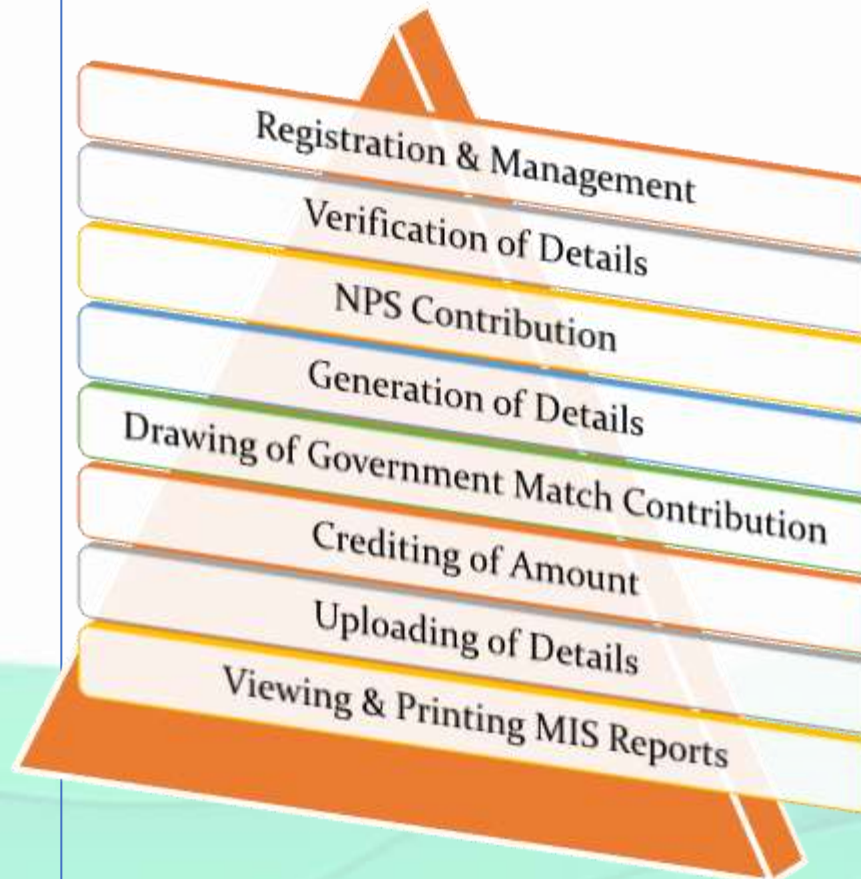 Registration & Management
Verification of Details
NPS Contribution
Generation of Details
Drawing of Government Match Contribution
Crediting of Amount
Uploading of Details
Viewing & Printing MIS Reports